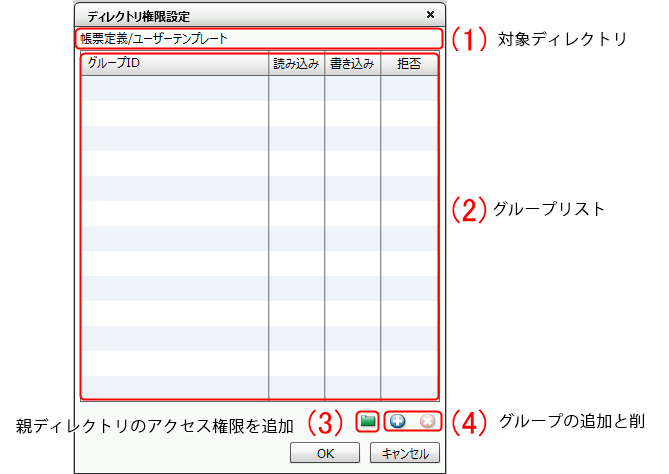 ディレクトリ権限設定
帳票定義/ユーザーテンプレート
(1) 対象ディレクトリ
グループID 読み込み 書き込み 拒否
(2) グループリスト
親ディレクトリのアクセス権限を追加 (3)
(4) グループの追加と削
OK キャンセル